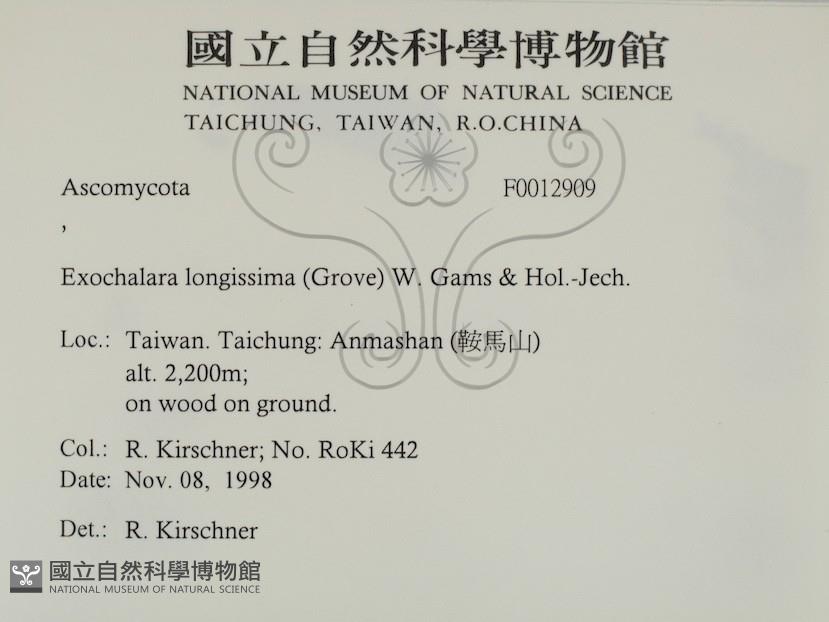 國立自然科學博物館
NATIONAL MUSEUM OF NATURAL SCIENCE
TAICHUNG, TAIWAN, R.O.CHINA
Ascomycota F0012909
,
Exochalara longissima (Grove) W. Gams & Hol.-Jech.
Loc.: Taiwan. Taichung: Anmashan (鞍馬山)
alt. 2,200m;
on wood on ground.
Col.: R. Kirschner; No. RoKi 442
Date: Nov. 08, 1998
Det.: R. Kirschner
國立自然科學博物館
NATIONAL MUSEUM OF NATURAL SCIENCE